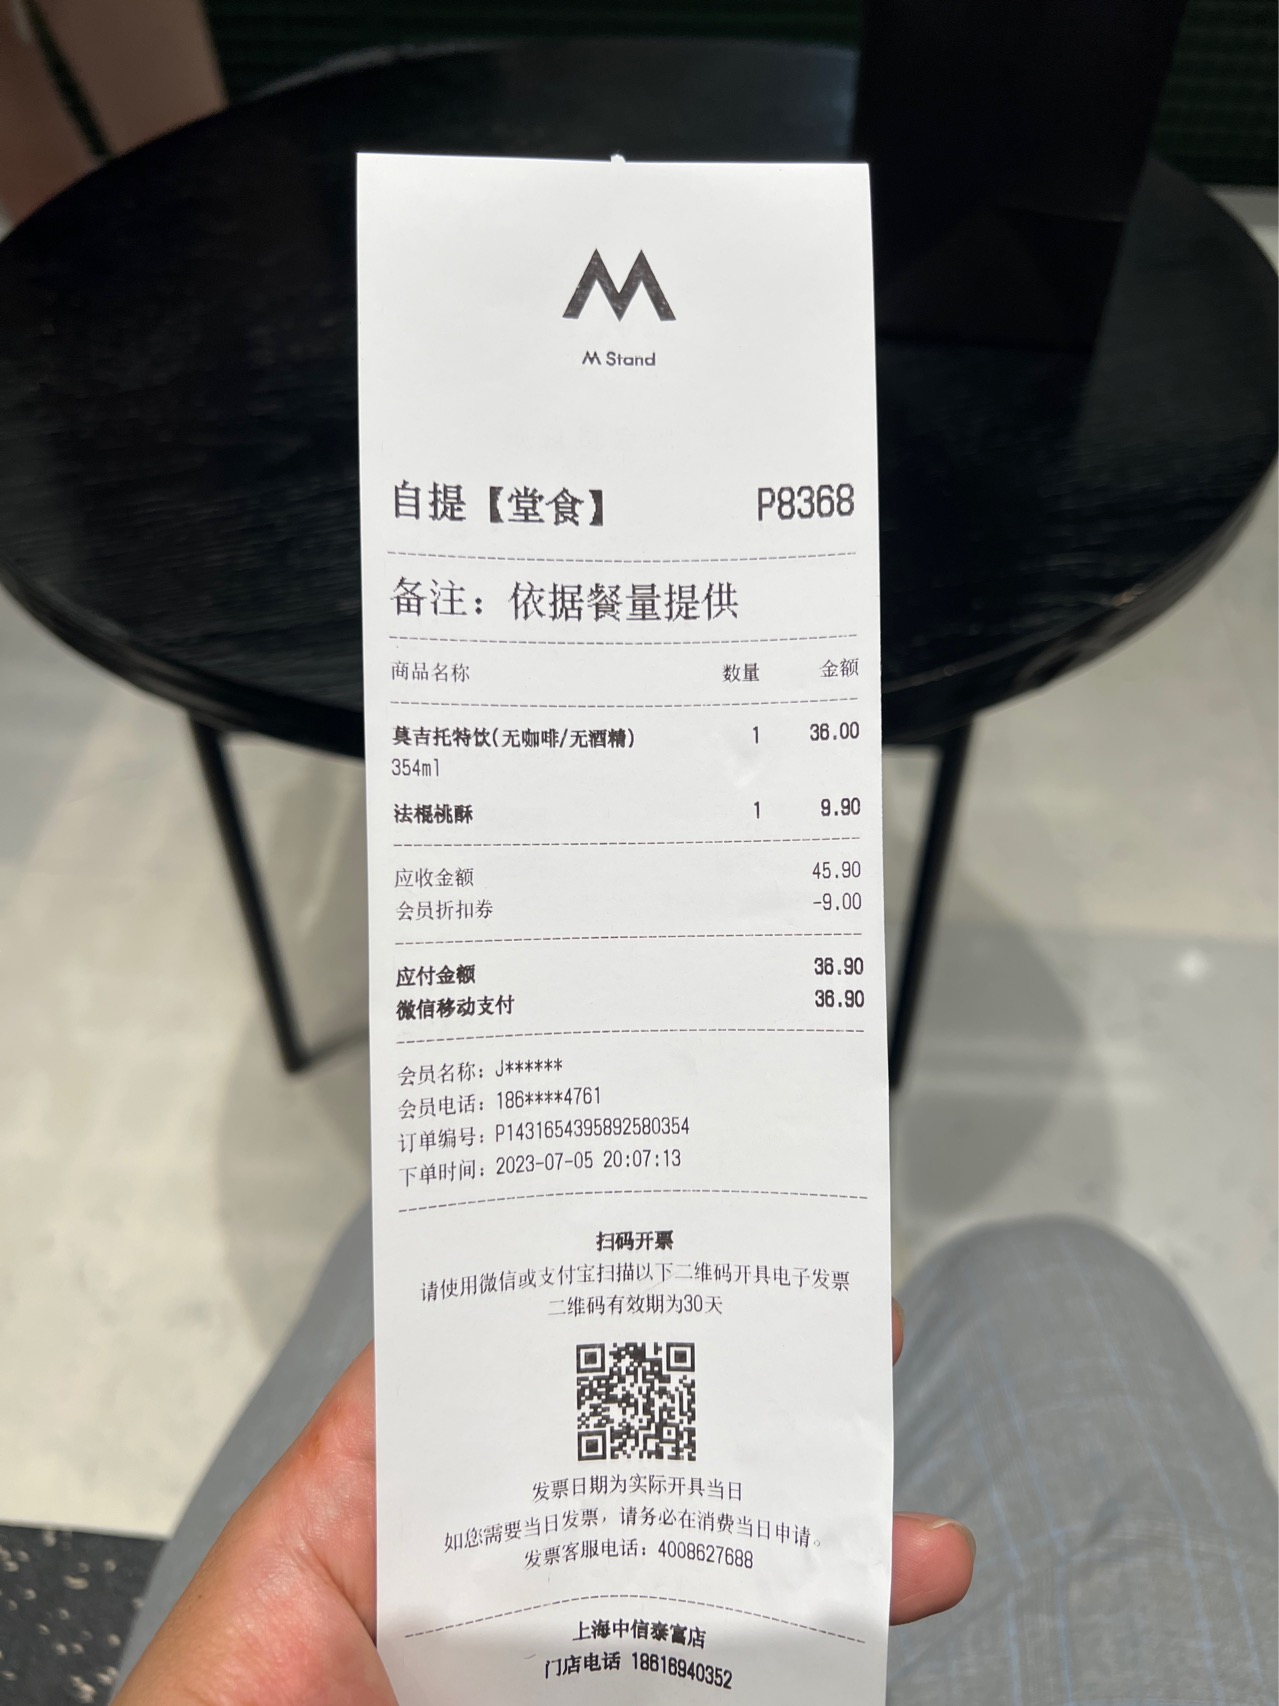 M Stand
自提【堂食】 P8368
备注：依据餐量提供
商品名称 数量 金额
莫吉托特饮(无咖啡/无酒精) 1 36.00
354ml
法棍桃酥 1 9.90
应收金额 45.90
会员折扣券 -9.00
应付金额 36.90
微信移动支付 36.90
会员名称：J******
会员电话：186****4761
订单编号：P1431654395892580354
下单时间：2023-07-05 20:07:13
扫码开票
请使用微信或支付宝扫描以下二维码开具电子发票
二维码有效期为30天
发票日期为实际开具当日
如您需要当日发票，请务必在消费当日申请。
发票客服电话：4008627688
上海中信泰富店
门店电话 18616940352